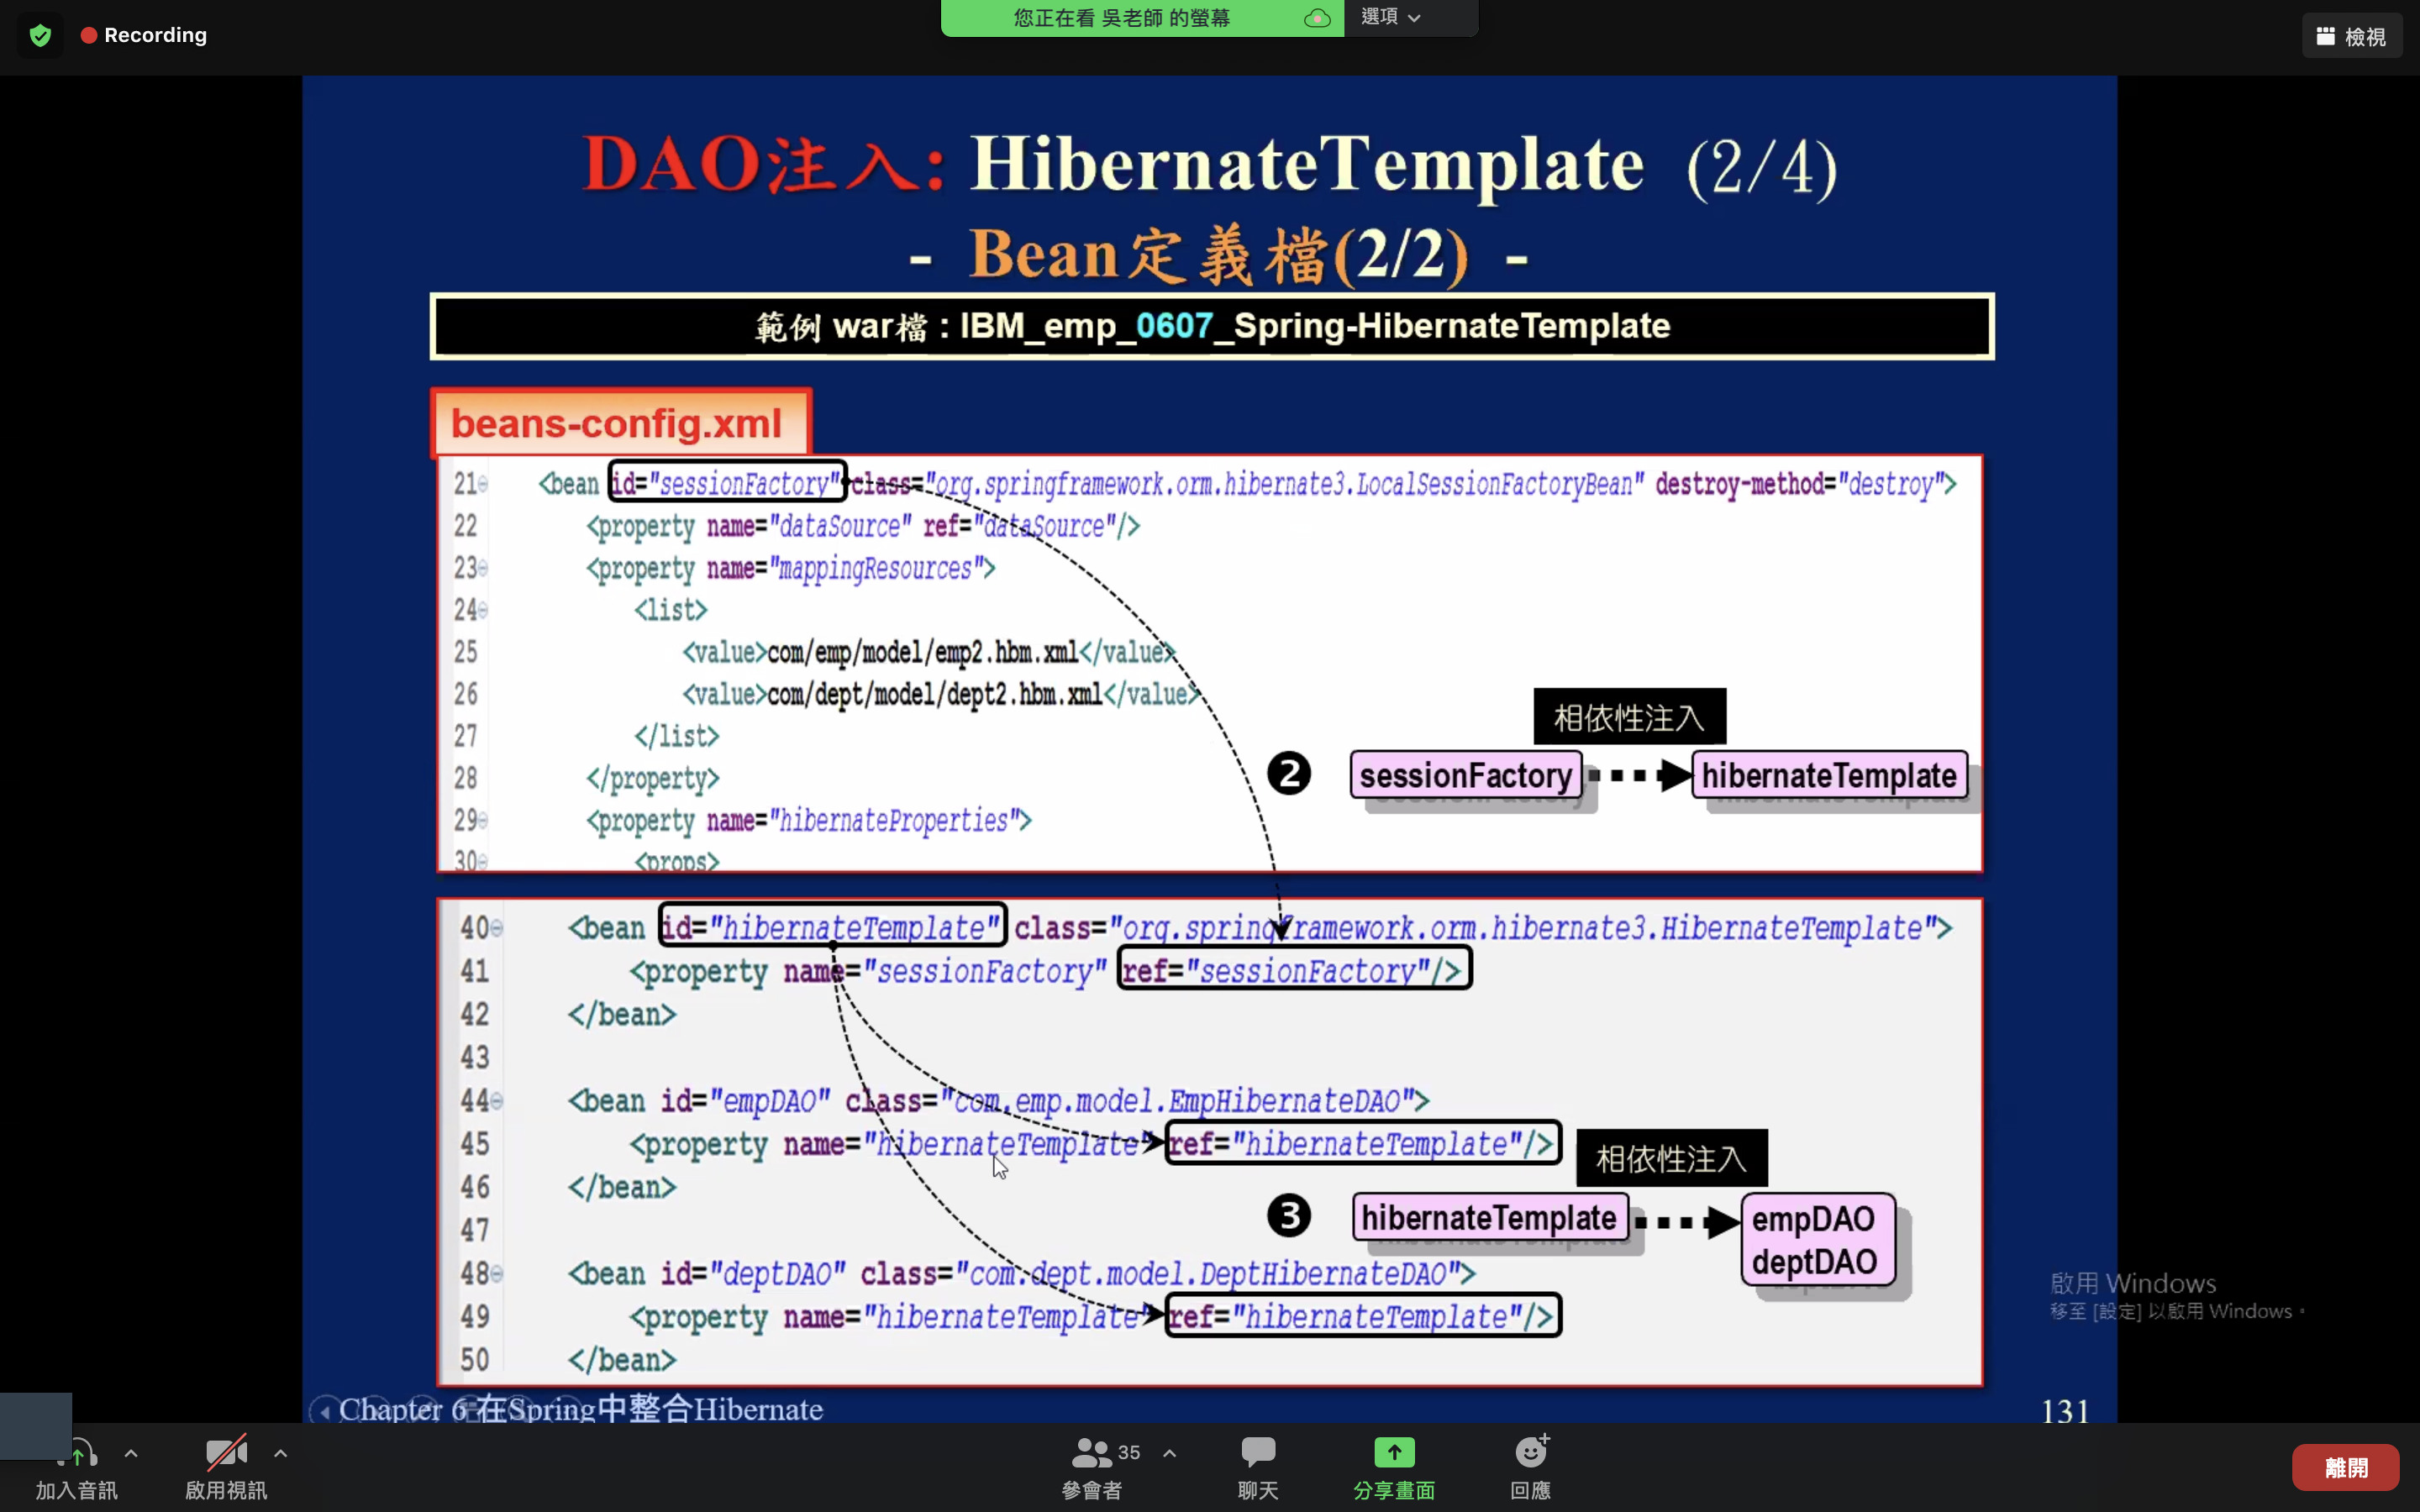 Recording
您正在看 吳老師 的螢幕
選項
檢視
DAO注入: HibernateTemplate (2/4)
- Bean定義檔(2/2) -
範例 war檔 : IBM_emp_0607_Spring-HibernateTemplate
beans-config.xml
21 <bean id="sessionFactory" class="org.springframework.orm.hibernate3.LocalSessionFactoryBean" destroy-method="destroy">
22 <property name="dataSource" ref="dataSource"/>
23 <property name="mappingResources">
24 <list>
25 <value>com/emp/model/emp2.hbm.xml</value>
26 <value>com/dept/model/dept2.hbm.xml</value>
27 </list>
28 </property>
29 <property name="hibernateProperties">
30 <props>
相依性注入
2 sessionFactory hibernateTemplate
40 <bean id="hibernateTemplate" class="org.springframework.orm.hibernate3.HibernateTemplate">
41 <property name="sessionFactory" ref="sessionFactory"/>
42 </bean>
43
44 <bean id="empDAO" class="com.emp.model.EmpHibernateDAO">
45 <property name="hibernateTemplate" ref="hibernateTemplate"/>
46 </bean>
47
48 <bean id="deptDAO" class="com.dept.model.DeptHibernateDAO">
49 <property name="hibernateTemplate" ref="hibernateTemplate"/>
50 </bean>
相依性注入
3 hibernateTemplate empDAO
deptDAO
啟用 Windows
移至 [設定] 以啟用 Windows。
Chapter 6 在Spring中整合Hibernate
131
加入音訊
啟用視訊
35
參會者
聊天
分享畫面
回應
離開